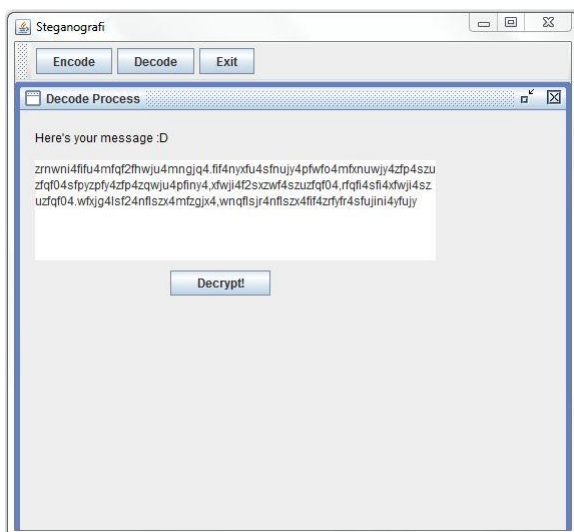 Steganografi
Encode Decode Exit
Decode Process
Here's your message :D
zrnwni4fifu4mfqf2fhwju4mngjq4.fif4nyxfu4sfnujy4pfwfo4mfxnuwjy4zfp4szu
zfqf04sfpyzpfy4zfp4zqwju4pfiny4,xfwji4f2sxzwf4szuzfqf04,rfqfi4sfi4xfwji4sz
uzfqf04.wfxjg4lsf24nflszx4mfzgjx4,wnqflsjr4nflszx4fif4zrfyfr4sfujini4yfujy
Decrypt!